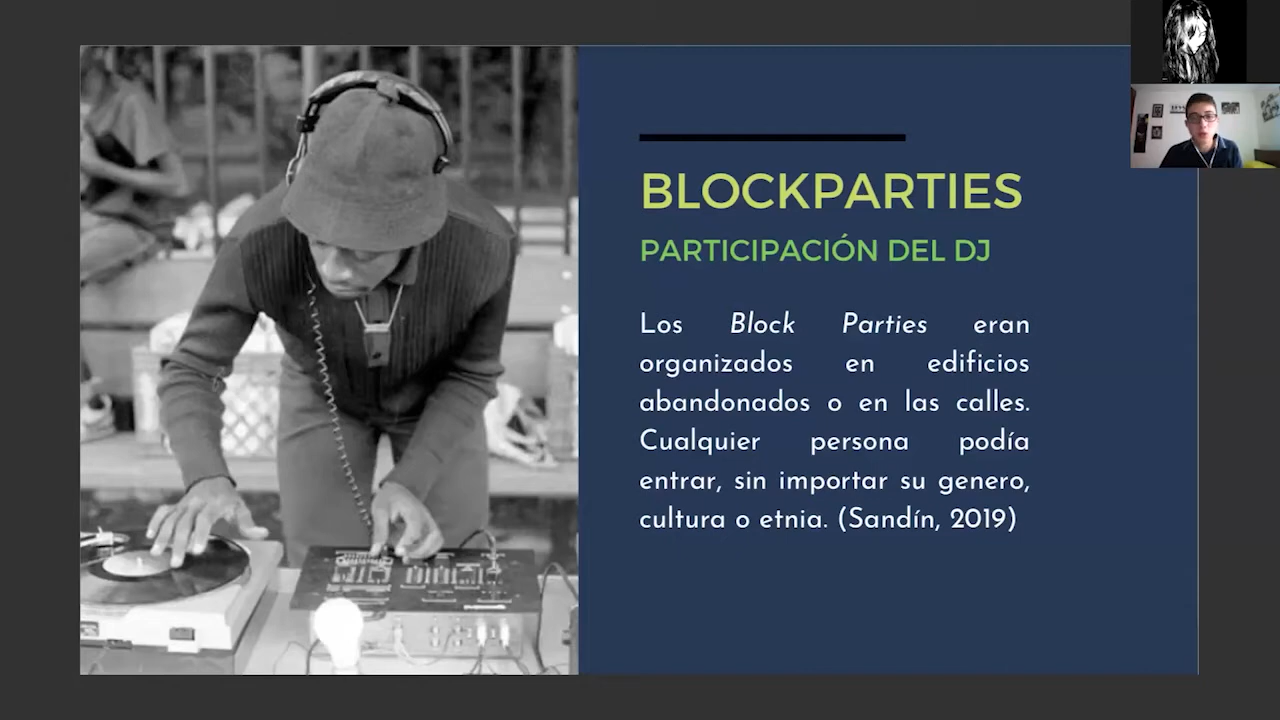 BLOCKPARTIES
PARTICIPACIÓN DEL DJ
Los Block Parties eran
organizados en edificios
abandonados o en las calles.
Cualquier persona podía
entrar, sin importar su genero,
cultura o etnia. (Sandín, 2019)